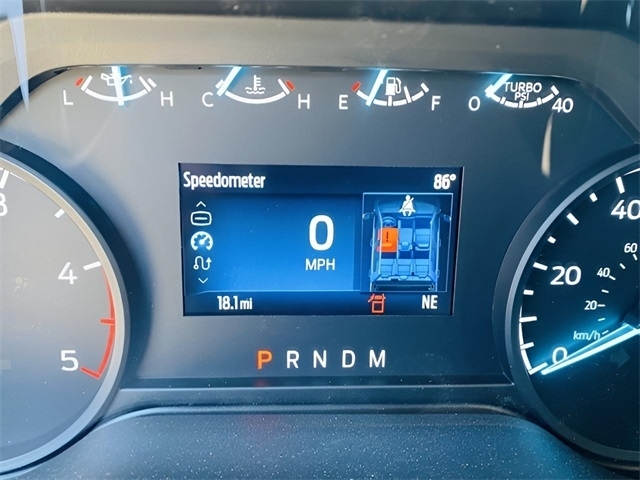 L H C H E F 0 TURBO PSI 40
Speedometer 86°
0
MPH
18.1 mi NE
P R N D M
3
4
5
0
20
40
km/h
20
40
60